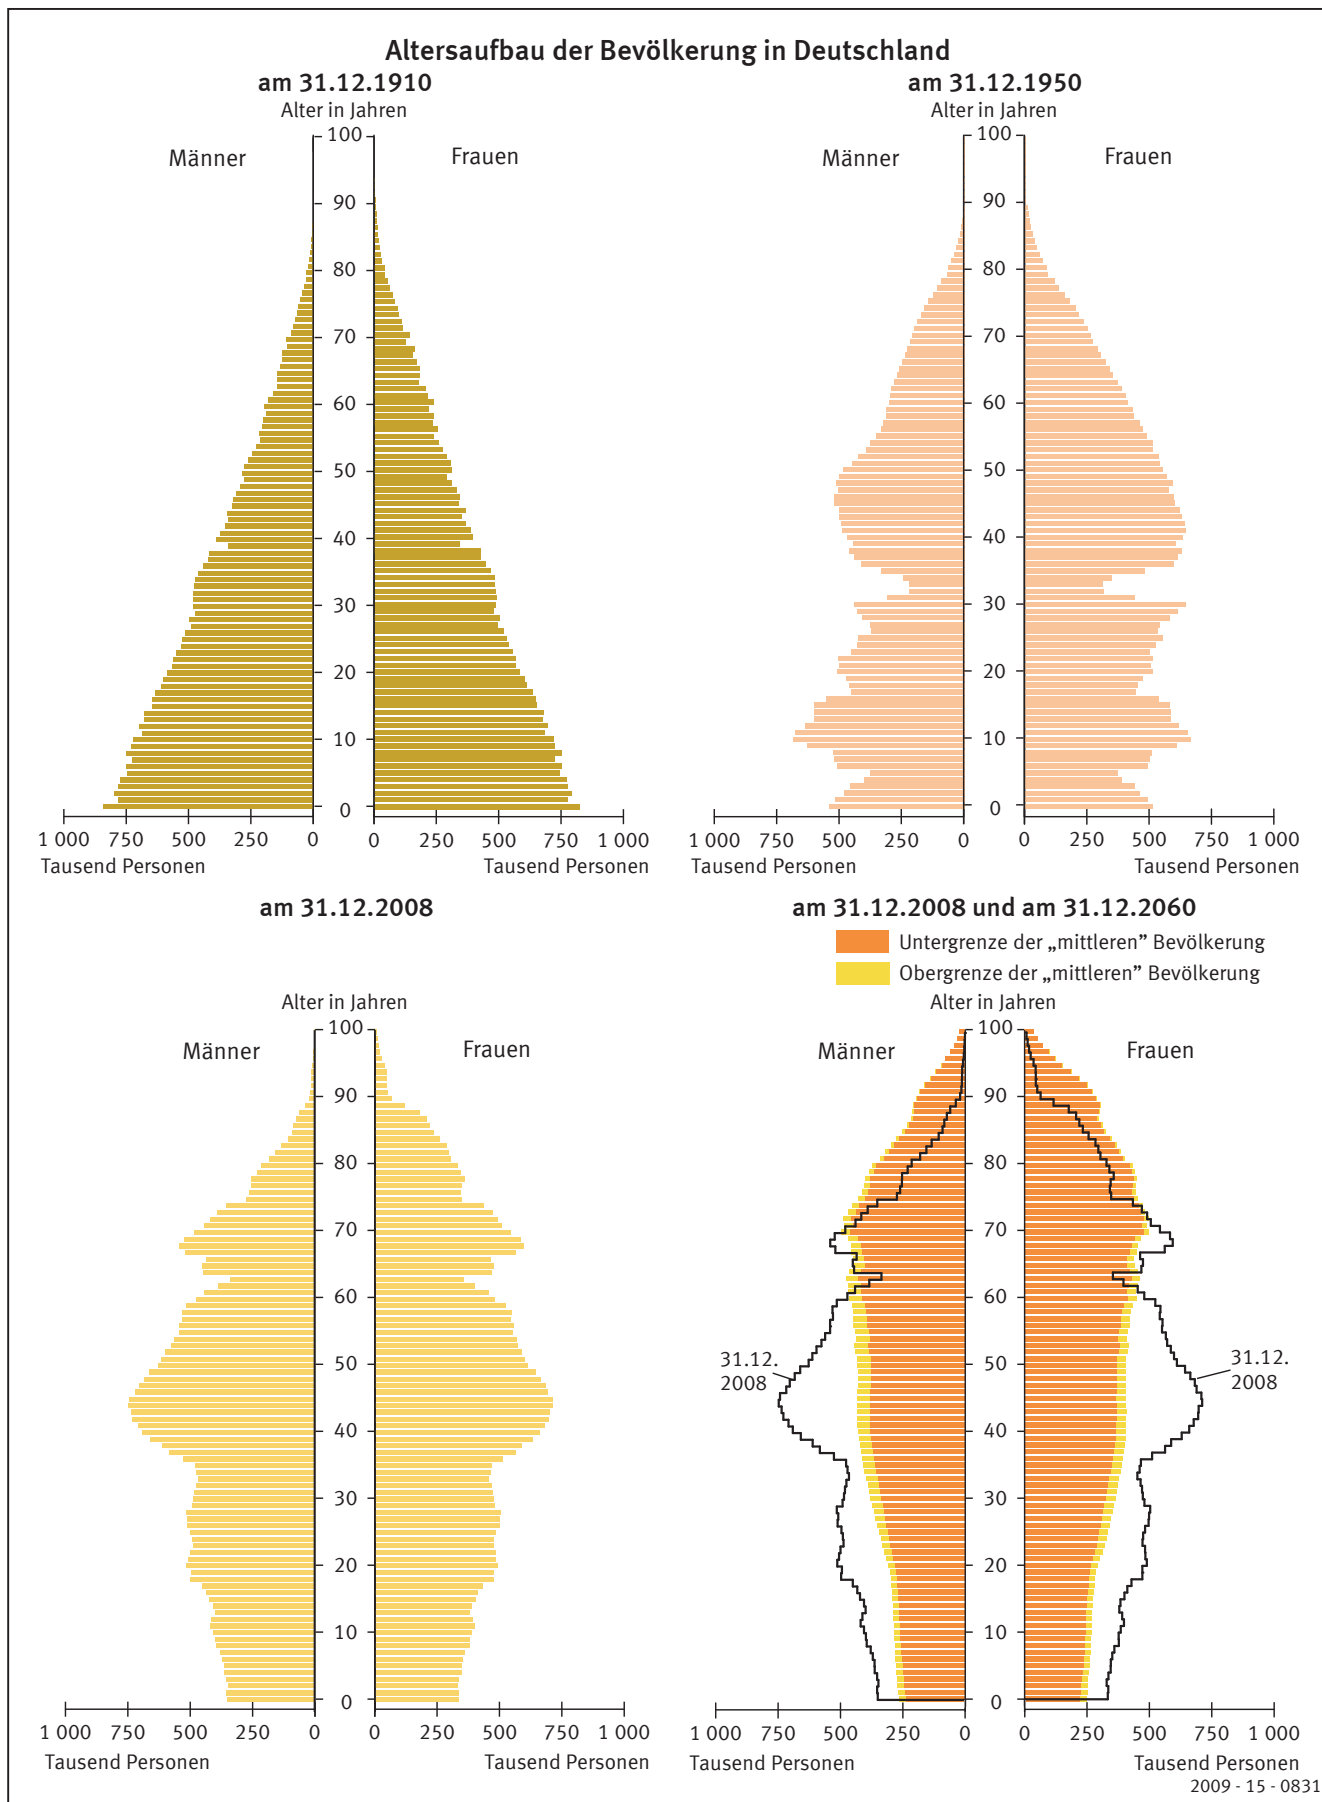 Altersaufbau der Bevölkerung in Deutschland
am 31.12.1910
Alter in Jahren
Männer
Frauen
100
90
80
70
60
50
40
30
20
10
0
1 000 750 500 250 0
0 250 500 750 1 000
Tausend Personen
Tausend Personen
am 31.12.1950
Alter in Jahren
Männer
Frauen
100
90
80
70
60
50
40
30
20
10
0
1 000 750 500 250 0
0 250 500 750 1 000
Tausend Personen
Tausend Personen
am 31.12.2008
Alter in Jahren
Männer
Frauen
100
90
80
70
60
50
40
30
20
10
0
1 000 750 500 250 0
0 250 500 750 1 000
Tausend Personen
Tausend Personen
am 31.12.2008 und am 31.12.2060
Untergrenze der „mittleren” Bevölkerung
Obergrenze der „mittleren” Bevölkerung
Alter in Jahren
Männer
Frauen
100
90
80
70
60
50
40
30
20
10
0
31.12.
2008
31.12.
2008
1 000 750 500 250 0
0 250 500 750 1 000
Tausend Personen
Tausend Personen
2009 - 15 - 0831